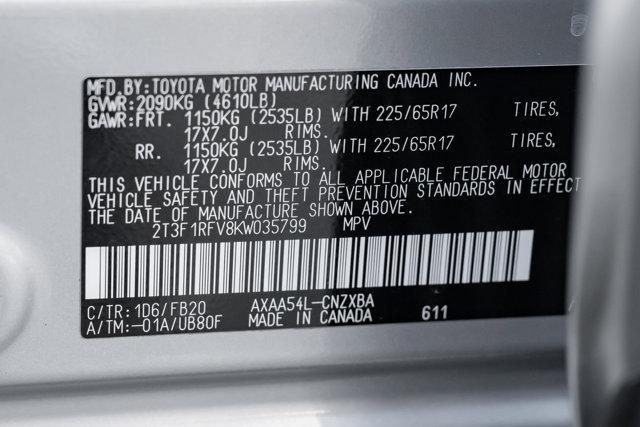 MFD.BY:TOYOTA MOTOR MANUFACTURING CANADA INC.
GVWR:2090KG (4610LB)
GAWR:FRT. 1150KG (2535LB) WITH 225/65R17 TIRES,
17X7.0J RIMS.
RR. 1150KG (2535LB) WITH 225/65R17 TIRES,
17X7.0J RIMS.
THIS VEHICLE CONFORMS TO ALL APPLICABLE FEDERAL MOTOR
VEHICLE SAFETY AND THEFT PREVENTION STANDARDS IN EFFECT
THE DATE OF MANUFACTURE SHOWN ABOVE.
2T3F1RFV8KW035799 MPV
C/TR:1D6/FB20 AXAA54L-CNZXBA
A/TM:-01A/UB80F MADE IN CANADA 611